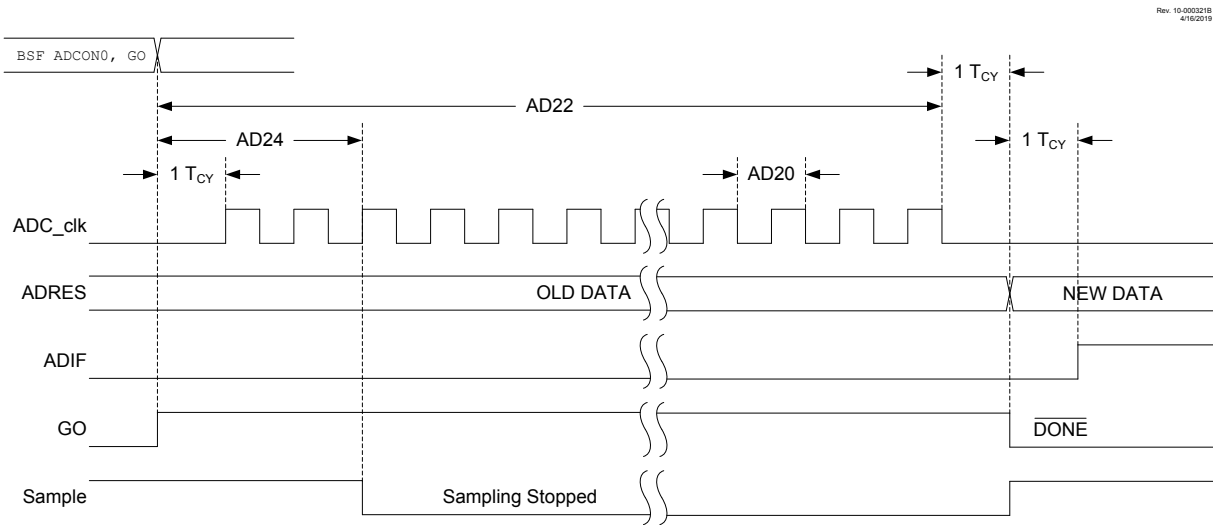 Rev. 10-000321B
4/16/2019
BSF ADCON0, GO
1 TCY
AD22
AD24
1 TCY
1 TCY
AD20
ADC_clk
ADRES
OLD DATA
NEW DATA
ADIF
GO
DONE
Sample
Sampling Stopped